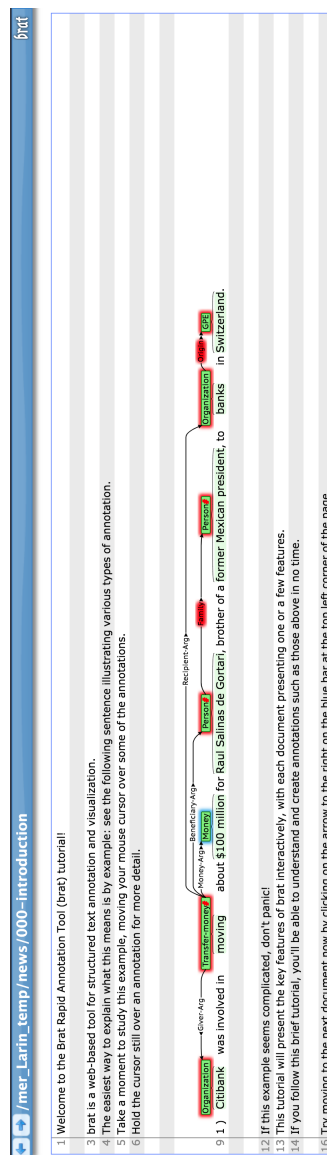 /mer_Larin_temp/news/000-introduction brat
1 Welcome to the Brat Rapid Annotation Tool (brat) tutorial!
3 brat is a web-based tool for structured text annotation and visualization.
4 The easiest way to explain what this means is by example: see the following sentence illustrating various types of annotation.
5 Take a moment to study this example, moving your mouse cursor over some of the annotations.
6 Hold the cursor still over an annotation for more detail.
Recipient-Arg
Beneficiary-Arg
Giver-Arg Money-Arg Family Origin
Organization Transfer-money# Money Person# Person# Organization GPE
9 1 ) Citibank was involved in moving about $100 million for Raul Salinas de Gortari, brother of a former Mexican president, to banks in Switzerland.
12 If this example seems complicated, don't panic!
13 This tutorial will present the key features of brat interactively, with each document presenting one or a few features.
14 If you follow this brief tutorial, you'll be able to understand and create annotations such as those above in no time.
16 Try moving to the next document now by clicking on the arrow to the right on the blue bar at the top left corner of the page